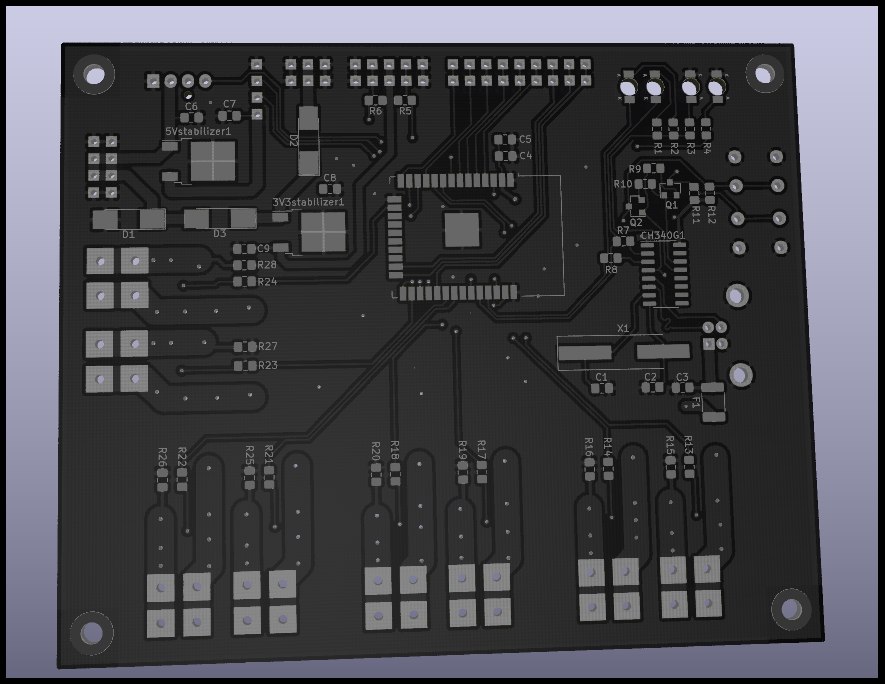 C6
C7
5Vstabilizer1
D2
R6
R5
C5
C4
R1
R2
R3
R4
R9
R10
Q1
Q2
R11
R12
C8
3V3stabilizer1
D1
D3
CH340G1
R7
R8
C9
R28
R24
R27
R23
X1
C1
C2
C3
F1
R26
R22
R25
R21
R20
R18
R19
R17
R16
R14
R15
R13